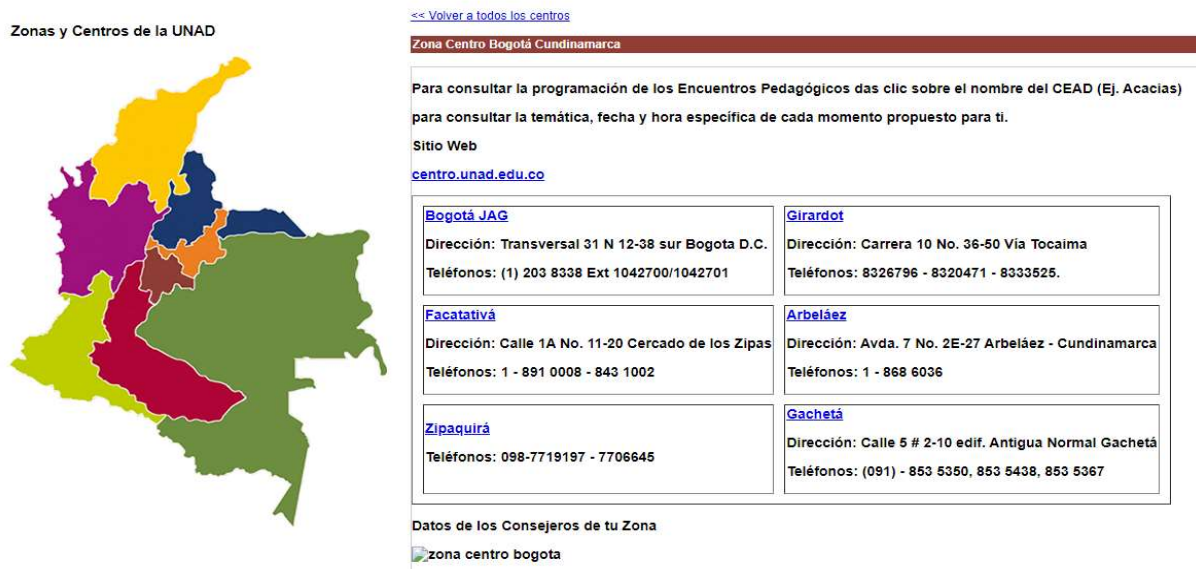 Zonas y Centros de la UNAD
<< Volver a todos los centros
Zona Centro Bogotá Cundinamarca
Para consultar la programación de los Encuentros Pedagógicos das clic sobre el nombre del CEAD (Ej. Acacias)
para consultar la temática, fecha y hora específica de cada momento propuesto para ti.
Sitio Web
centro.unad.edu.co
Bogotá JAG
Dirección: Transversal 31 N 12-38 sur Bogota D.C.
Teléfonos: (1) 203 8338 Ext 1042700/1042701
Girardot
Dirección: Carrera 10 No. 36-50 Vía Tocaima
Teléfonos: 8326796 - 8320471 - 8333525.
Facatativá
Dirección: Calle 1A No. 11-20 Cercado de los Zipas
Teléfonos: 1 - 891 0008 - 843 1002
Arbeláez
Dirección: Avda. 7 No. 2E-27 Arbeláez - Cundinamarca
Teléfonos: 1 - 868 6036
Zipaquirá
Teléfonos: 098-7719197 - 7706645
Gachetá
Dirección: Calle 5 # 2-10 edif. Antigua Normal Gachetá
Teléfonos: (091) - 853 5350, 853 5438, 853 5367
Datos de los Consejeros de tu Zona
zona centro bogota